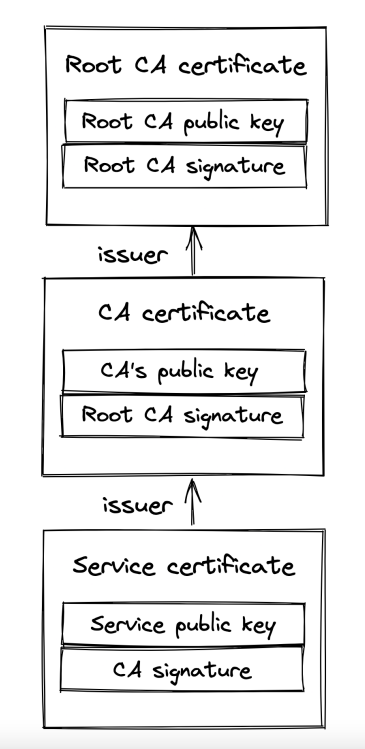 Root CA certificate
Root CA public key
Root CA signature
issuer
CA certificate
CA's public key
Root CA signature
issuer
Service certificate
Service public key
CA signature